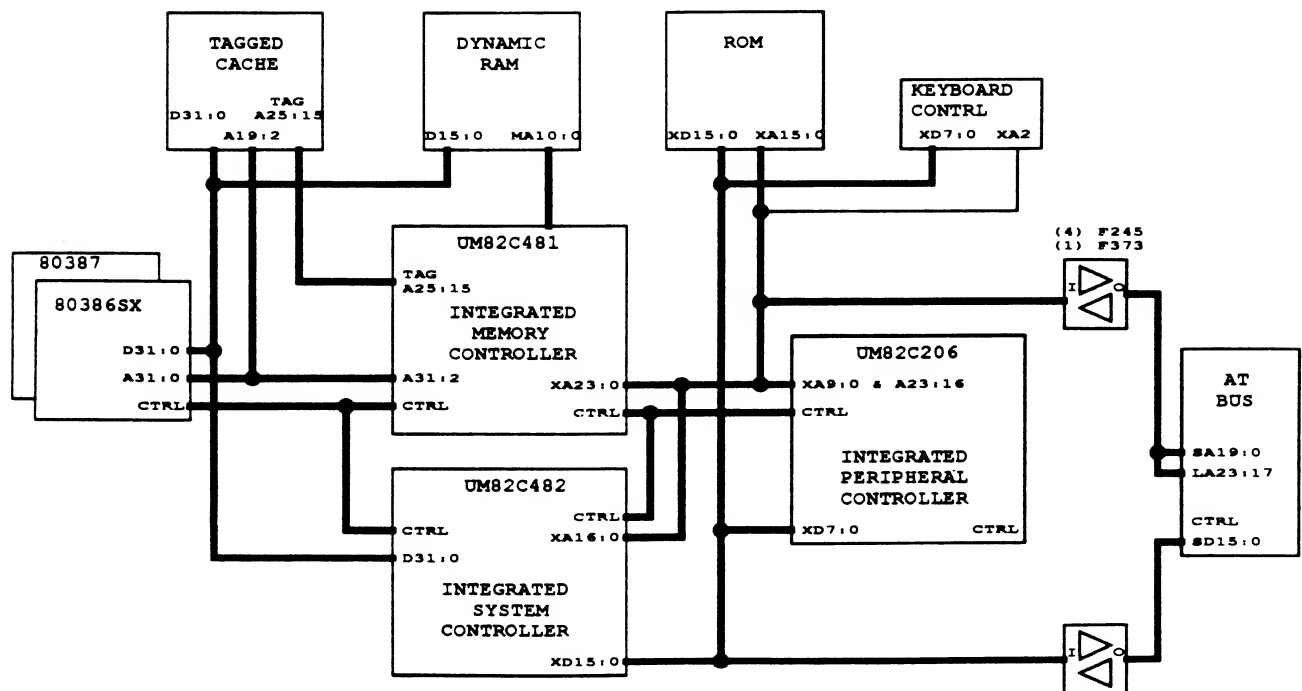 TAGGED
CACHE
TAG
D31:0 A25:15
A19:2
DYNAMIC
RAM
D15:0 MA10:0
ROM
XD15:0 XA15:0
KEYBOARD
CONTRL
XD7:0 XA2
(4) F245
(1) F373
I O
80387
80386SX
D31:0
A31:0
CTRL
UM82C481
TAG
A25:15
INTEGRATED
MEMORY
CONTROLLER
A31:2 XA23:0
CTRL CTRL
UM82C206
XA9:0 & A23:16
CTRL
INTEGRATED
PERIPHERAL
CONTROLLER
XD7:0 CTRL
AT
BUS
SA19:0
LA23:17
CTRL
SD15:0
UM82C482
CTRL
CTRL
XA16:0
D31:0
INTEGRATED
SYSTEM
CONTROLLER
XD15:0
I O